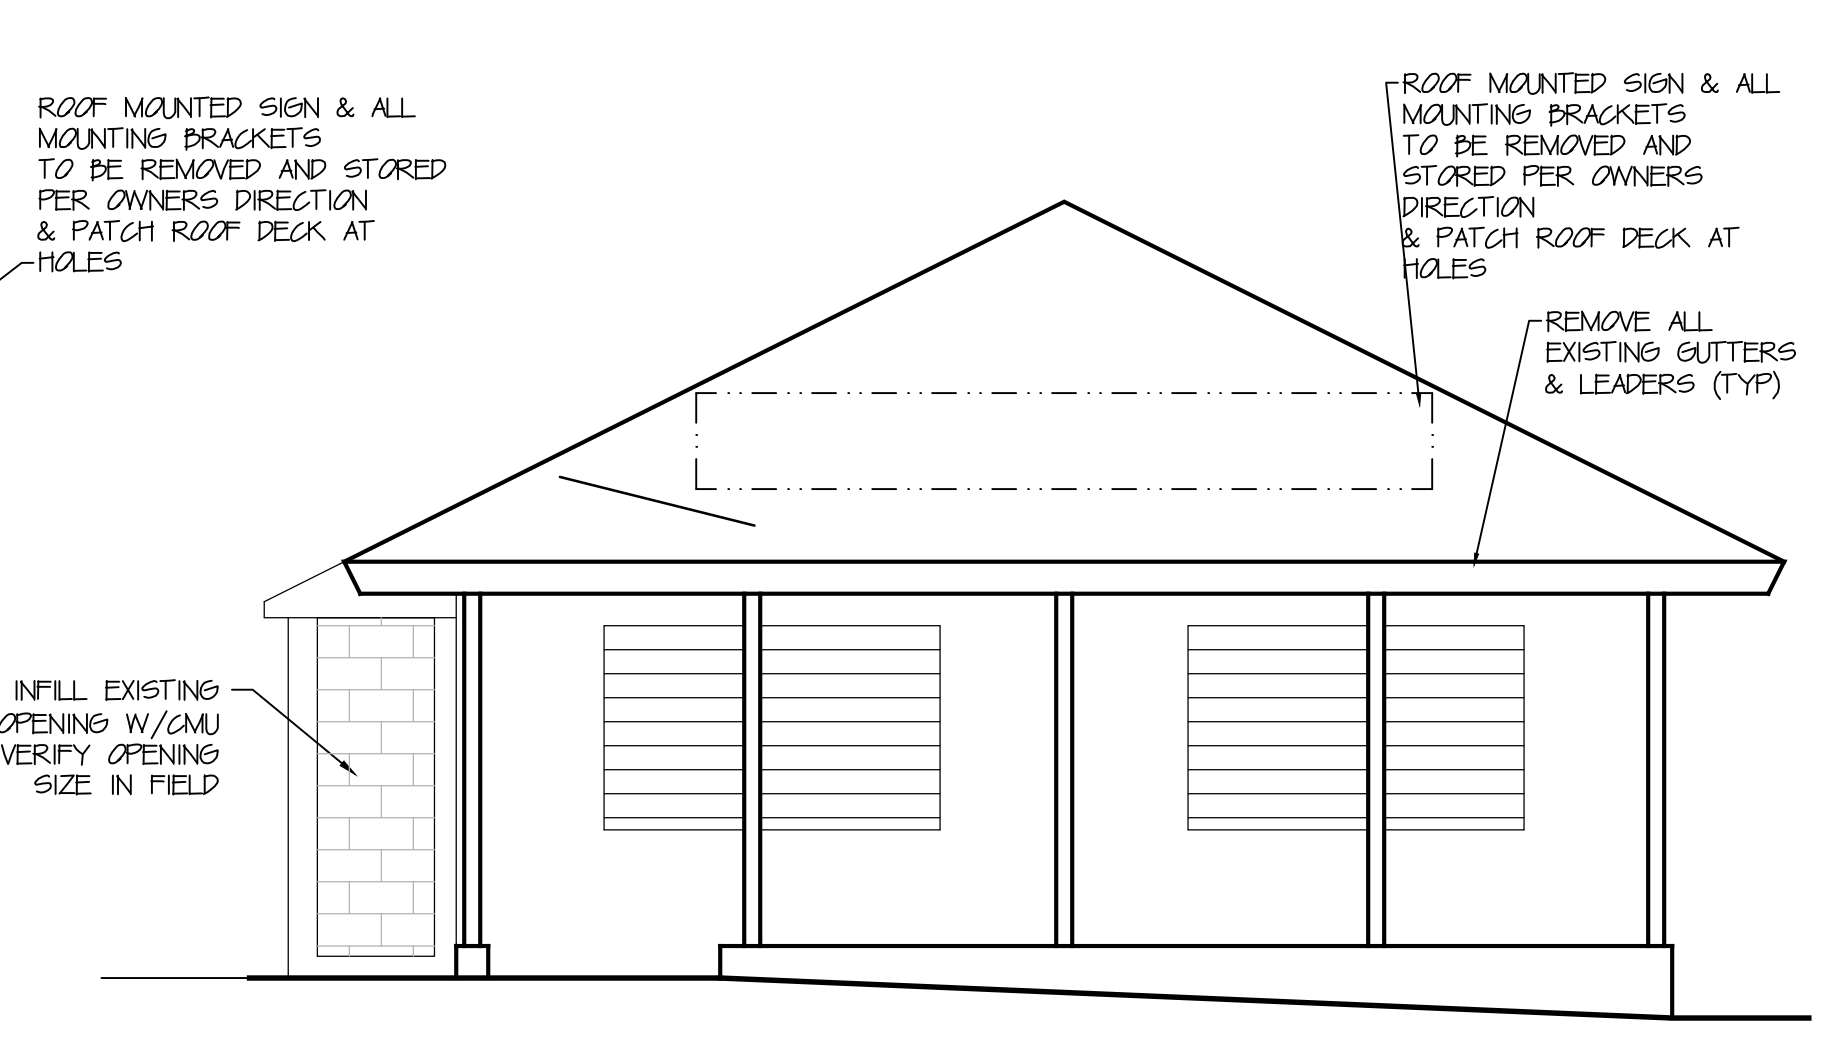 ROOF MOUNTED SIGN & ALL
MOUNTING BRACKETS
TO BE REMOVED AND STORED
PER OWNERS DIRECTION
& PATCH ROOF DECK AT
HOLES
ROOF MOUNTED SIGN & ALL
MOUNTING BRACKETS
TO BE REMOVED AND
STORED PER OWNERS
DIRECTION
& PATCH ROOF DECK AT
HOLES
REMOVE ALL
EXISTING GUTTERS
& LEADERS (TYP)
INFILL EXISTING
OPENING W/CMU
VERIFY OPENING
SIZE IN FIELD